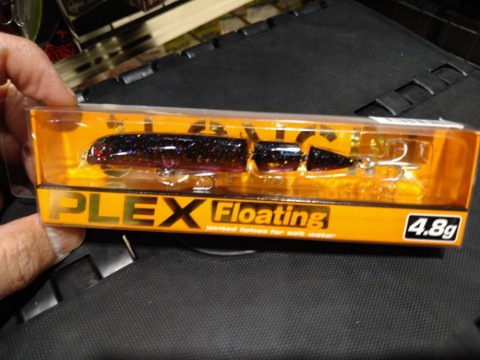 PLEX Floating
jointed lipless for salt water
4.8g